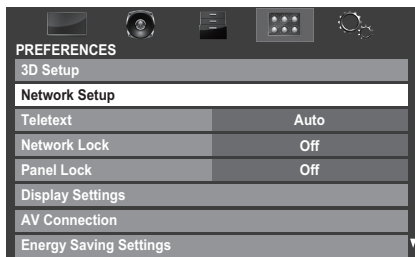 PREFERENCES
3D Setup
Network Setup
Teletext Auto
Network Lock Off
Panel Lock Off
Display Settings
AV Connection
Energy Saving Settings